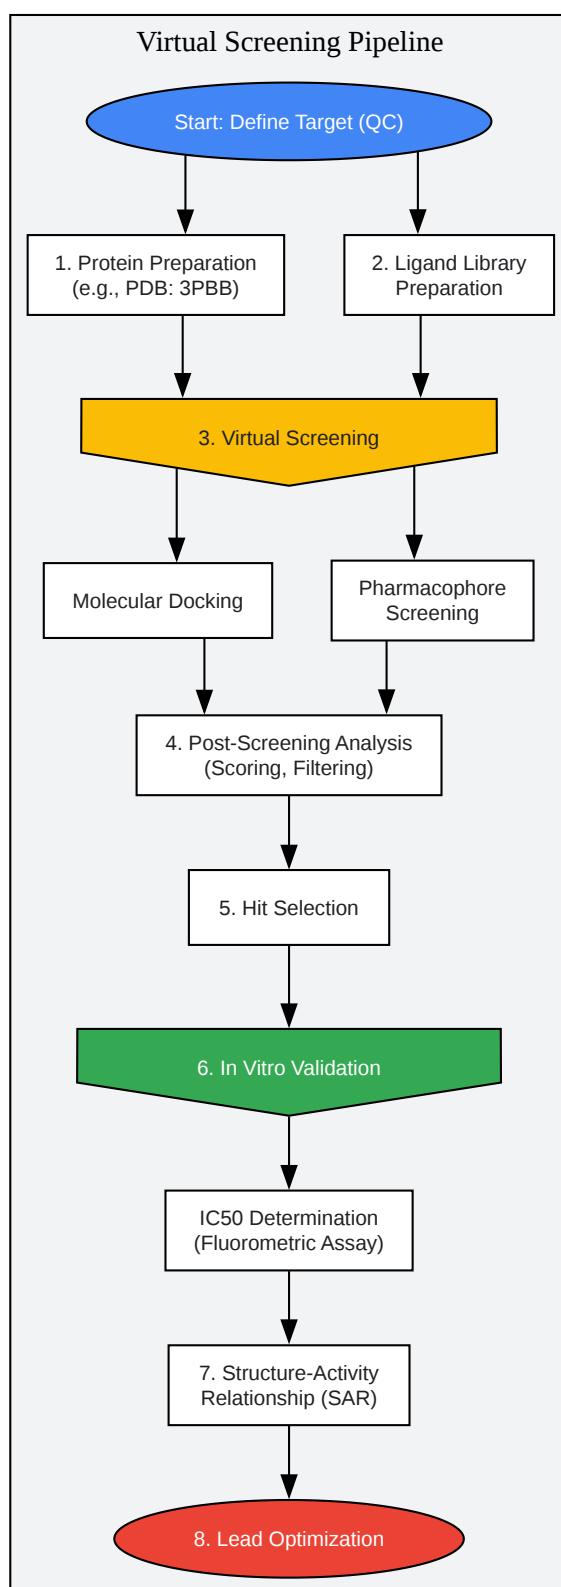 Virtual Screening Pipeline
Start: Define Target (QC)
1. Protein Preparation
(e.g., PDB: 3PBB)
2. Ligand Library
Preparation
3. Virtual Screening
Molecular Docking
Pharmacophore
Screening
4. Post-Screening Analysis
(Scoring, Filtering)
5. Hit Selection
6. In Vitro Validation
IC50 Determination
(Fluorometric Assay)
7. Structure-Activity
Relationship (SAR)
8. Lead Optimization